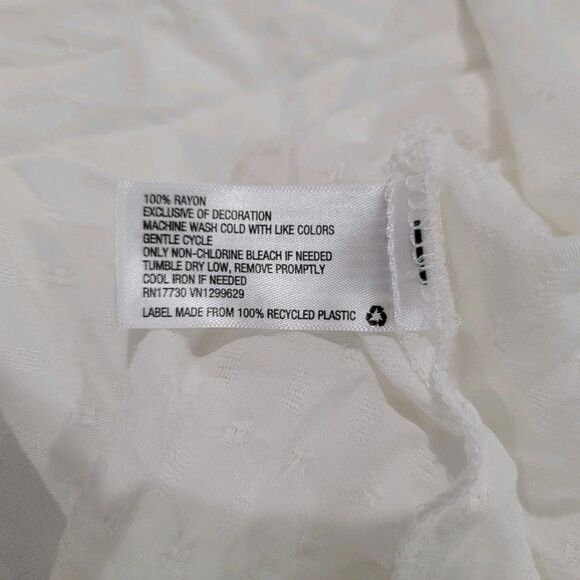 100% RAYON
EXCLUSIVE OF DECORATION
MACHINE WASH COLD WITH LIKE COLORS
GENTLE CYCLE
ONLY NON-CHLORINE BLEACH IF NEEDED
TUMBLE DRY LOW, REMOVE PROMPTLY
COOL IRON IF NEEDED
RN17730 VN1299629
LABEL MADE FROM 100% RECYCLED PLASTIC